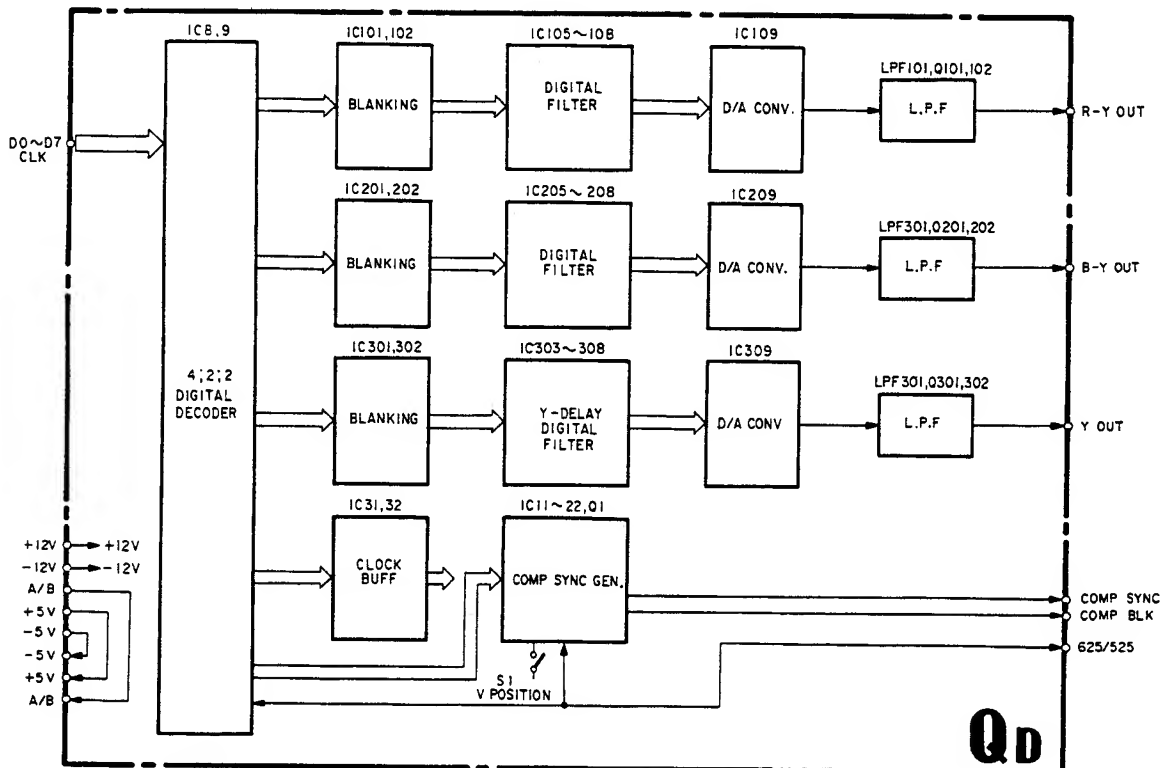 IC8,9
IC101,102
IC105~108
IC109
LPF101,Q101,102
BLANKING
DIGITAL
FILTER
D/A CONV.
L.P.F
R-Y OUT
D0~D7
CLK
IC201,202
IC205~208
IC209
LPF301,Q201,202
BLANKING
DIGITAL
FILTER
D/A CONV.
L.P.F
B-Y OUT
IC301,302
IC303~308
IC309
LPF301,Q301,302
4;2;2
DIGITAL
DECODER
BLANKING
Y-DELAY
DIGITAL
FILTER
D/A CONV
L.P.F
Y OUT
IC31,32
IC11~22,Q1
CLOCK
BUFF
COMP SYNC GEN.
COMP SYNC
COMP BLK
625/525
S1
V POSITION
+12V
+12V
-12V
-12V
A/B
+5V
-5V
-5V
+5V
A/B
QD